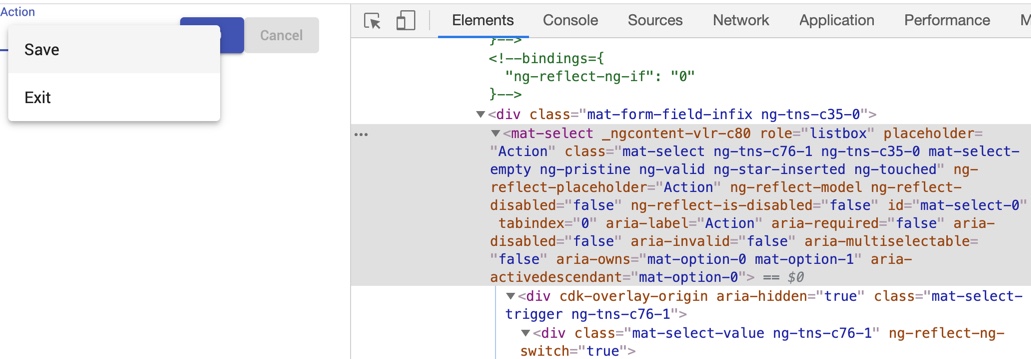 Action
Save
Exit
Cancel
Elements Console Sources Network Application Performance M
}-->
<!--bindings={
"ng-reflect-ng-if": "0"
}-->
▼<div class="mat-form-field-infix ng-tns-c35-0">
… ▼<mat-select _ngcontent-vlr-c80 role="listbox" placeholder=
"Action" class="mat-select ng-tns-c76-1 ng-tns-c35-0 mat-select-
empty ng-pristine ng-valid ng-star-inserted ng-touched" ng-
reflect-placeholder="Action" ng-reflect-model ng-reflect-
disabled="false" ng-reflect-is-disabled="false" id="mat-select-0"
tabindex="0" aria-label="Action" aria-required="false" aria-
disabled="false" aria-invalid="false" aria-multiselectable=
"false" aria-owns="mat-option-0 mat-option-1" aria-
activedescendant="mat-option-0"> == $0
▼<div cdk-overlay-origin aria-hidden="true" class="mat-select-
trigger ng-tns-c76-1">
▼<div class="mat-select-value ng-tns-c76-1" ng-reflect-ng-
switch="true">